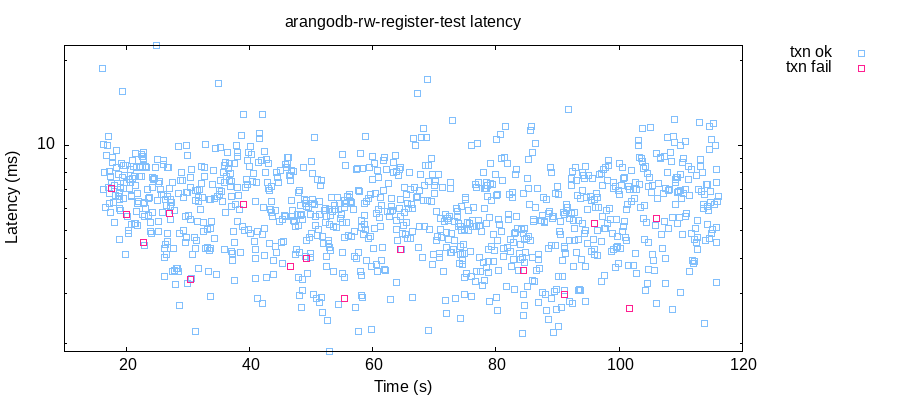 arangodb-rw-register-test latency
txn ok
txn fail
10
Latency (ms)
20 40 60 80 100 120
Time (s)